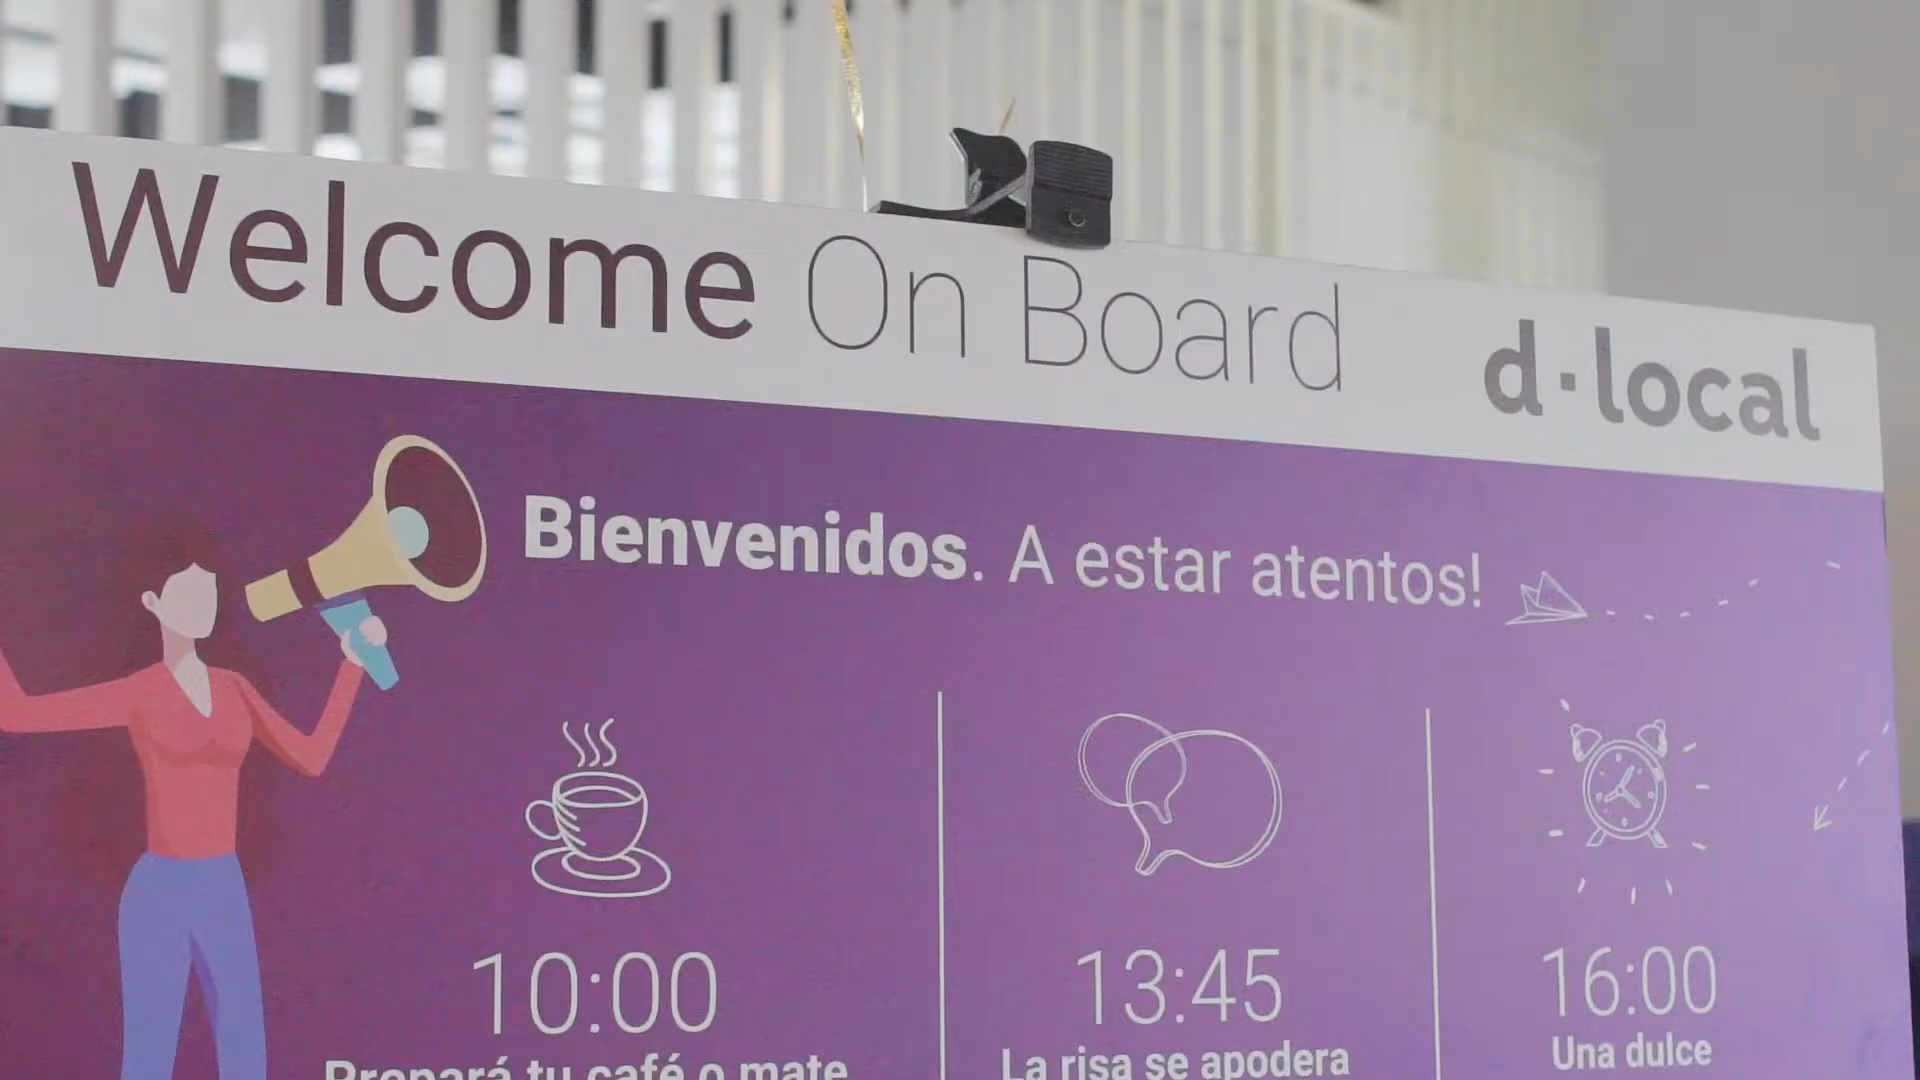 Welcome On Board
d·local
Bienvenidos. A estar atentos!
10:00
Prepará tu café o mate
13:45
La risa se apodera
16:00
Una dulce